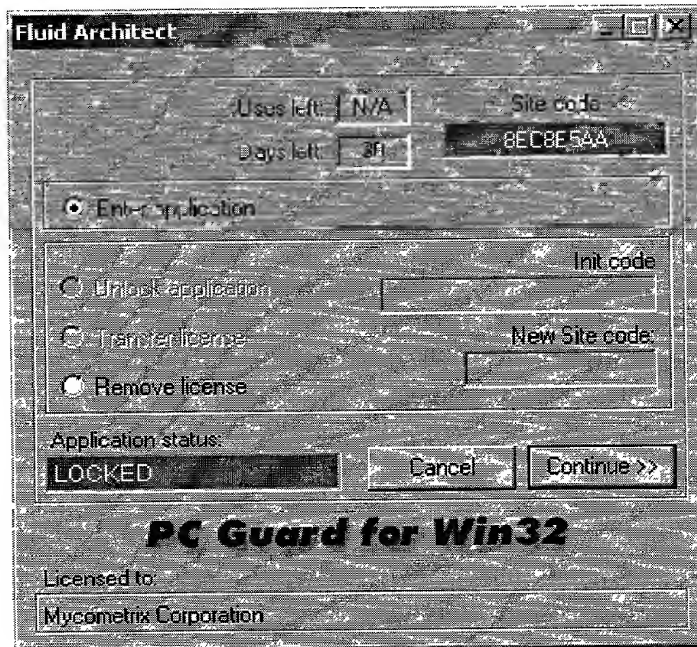 Fluid Architect
Uses left: N/A
Site code
Days left:
8EC8E5AA
Enter application
Init code
Unlock application
Transfer license
New Site code:
Remove license
Application status:
LOCKED
Cancel
Continue >>
PC Guard for Win32
Licensed to:
Mycometrix Corporation